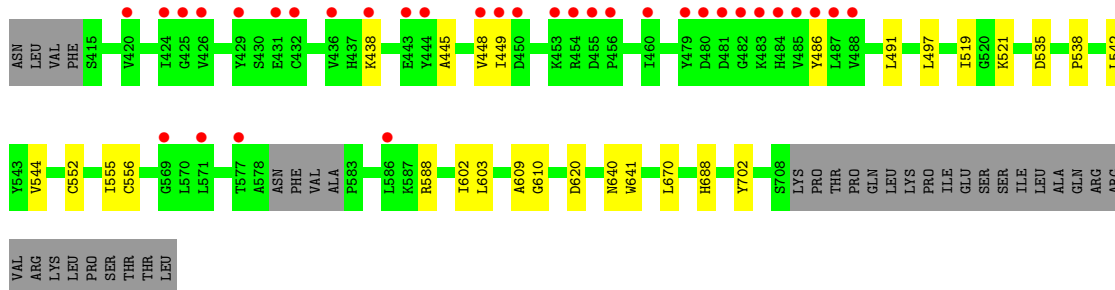 ASN LEU VAL PHE S415 V420 I424 G425 V426 Y429 S430 E431 C432 V436 H437 K438 E443 Y444 A445 V448 I449 D450 K453 R454 D455 P456 I460 Y479 D480 D481 G482 K483 H484 V485 Y486 L487 V488 L491 L497 I519 G520 K521 D535 P538 L542
Y543 V544 C552 I555 C556 G569 L570 L571 T577 A578 ASN PHE VAL ALA P583 L586 K587 R588 I602 L603 A609 G610 D620 N640 W641 L670 H688 Y702 S708 LYS PRO THR PRO GLN LEU LYS PRO ILE GLU SER SER ILE LEU ALA GLN ARG ARG
VAL ARG LYS LEU PRO SER THR THR LEU